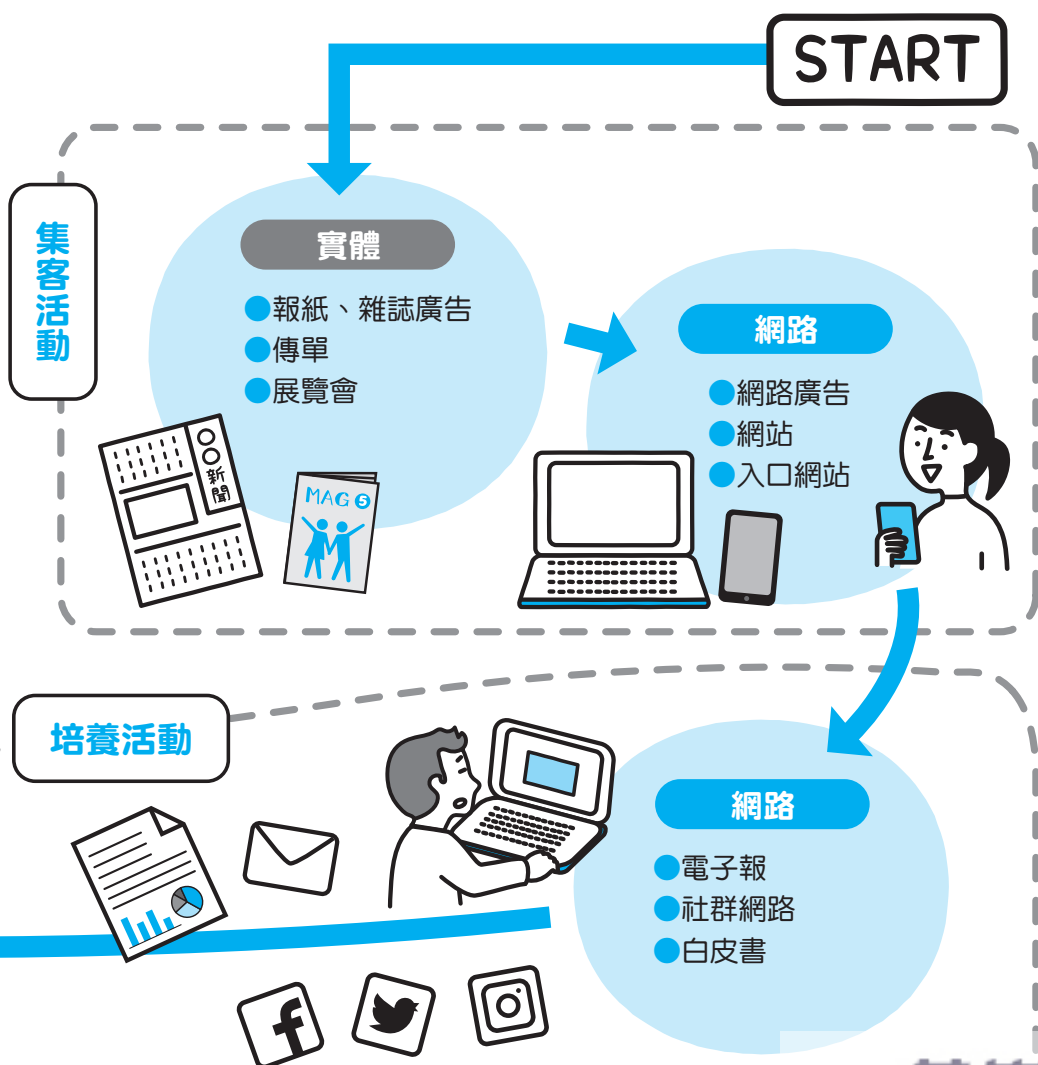 START
集客活動
實體
●報紙、雜誌廣告
●傳單
●展覽會
網路
●網路廣告
●網站
●入口網站
○○新聞
MAG 5
培養活動
網路
●電子報
●社群網路
●白皮書